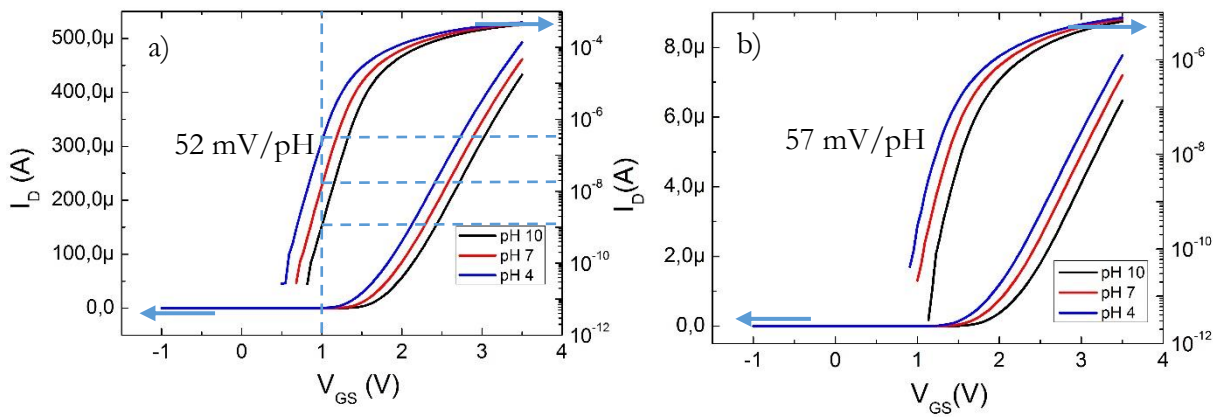 a)
500,0µ
400,0µ
300,0µ
200,0µ
100,0µ
0,0
I_D (A)
52 mV/pH
10⁻⁴
10⁻⁶
10⁻⁸
10⁻¹⁰
10⁻¹²
pH 10
pH 7
pH 4
-1 0 1 2 3 4
V_GS (V)
b)
8,0µ
6,0µ
4,0µ
2,0µ
0,0
I_D(A)
57 mV/pH
10⁻⁶
10⁻⁸
10⁻¹⁰
10⁻¹²
pH 10
pH 7
pH 4
-1 0 1 2 3 4
V_GS(V)